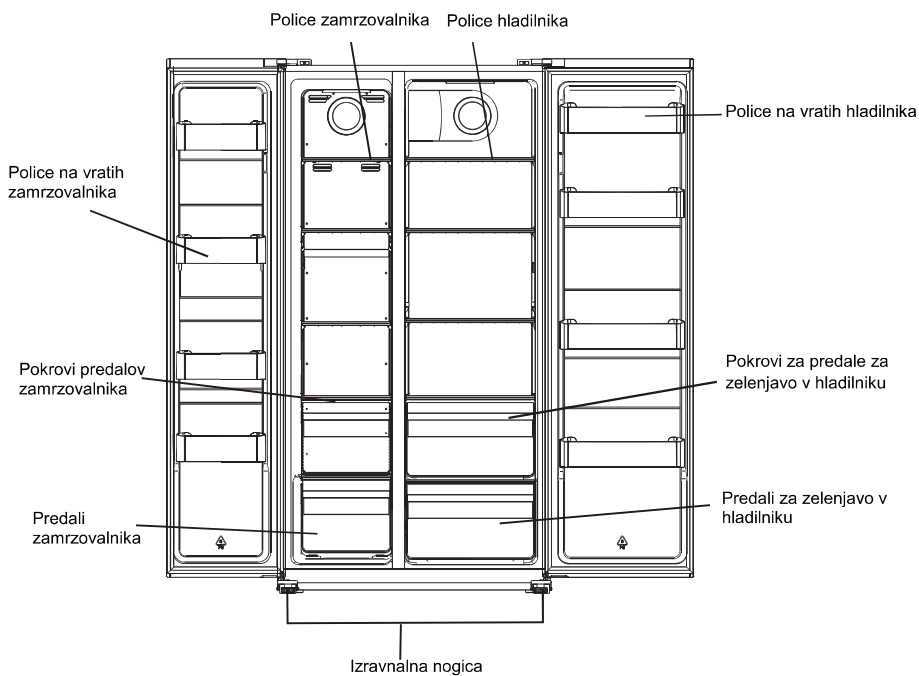 Police zamrzovalnika
Police hladilnika
Police na vratih hladilnika
Police na vratih
zamrzovalnika
Pokrovi predalov
zamrzovalnika
Pokrovi za predale za
zelenjavo v hladilniku
Predali
zamrzovalnika
Predali za zelenjavo v
hladilniku
Izravnalna nogica